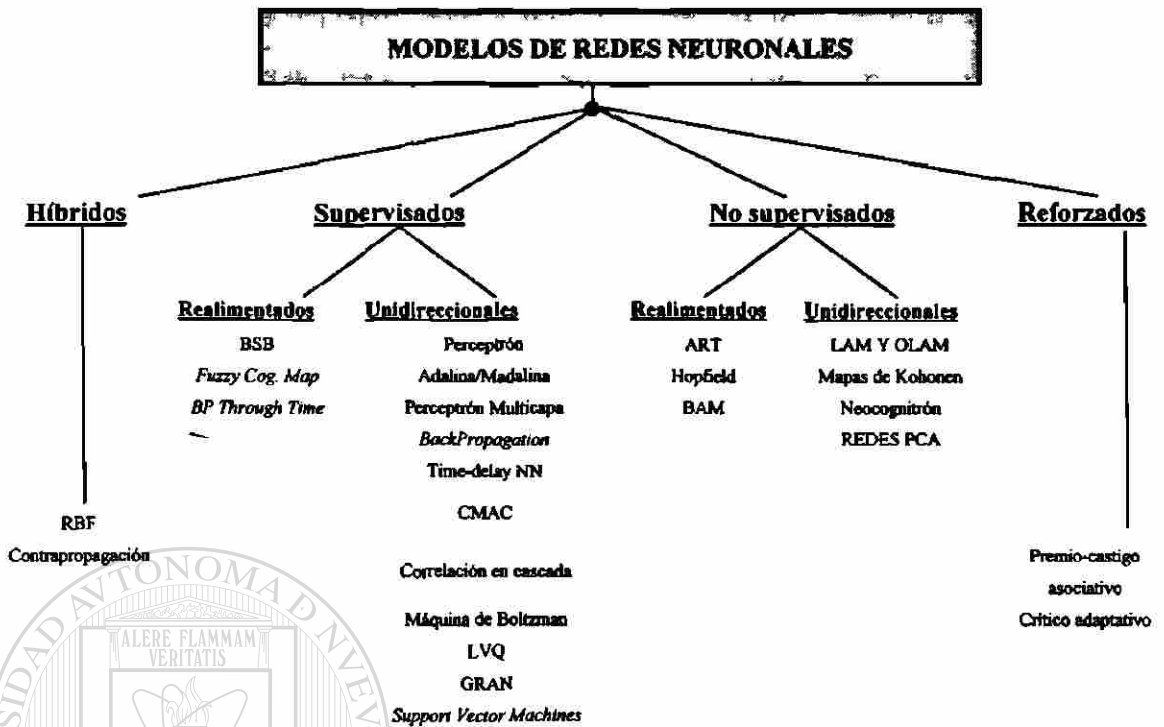 MODELOS DE REDES NEURONALES
Híbridos
Supervisados
No supervisados
Reforzados
Realimentados
BSB
Fuzzy Cog. Map
BP Through Time
Unidireccionales
Perceptrón
Adalina/Madalina
Perceptrón Multicapa
BackPropagation
Time-delay NN
CMAC
Correlación en cascada
Máquina de Boltzman
LVQ
GRAN
Support Vector Machines
Realimentados
ART
Hopfield
BAM
Unidireccionales
LAM Y OLAM
Mapas de Kohonen
Neocognitrón
REDES PCA
RBF
Contrapropagación
Premio-castigo
asociativo
Crítico adaptativo
ALERE FLAMMAM
VERITATIS